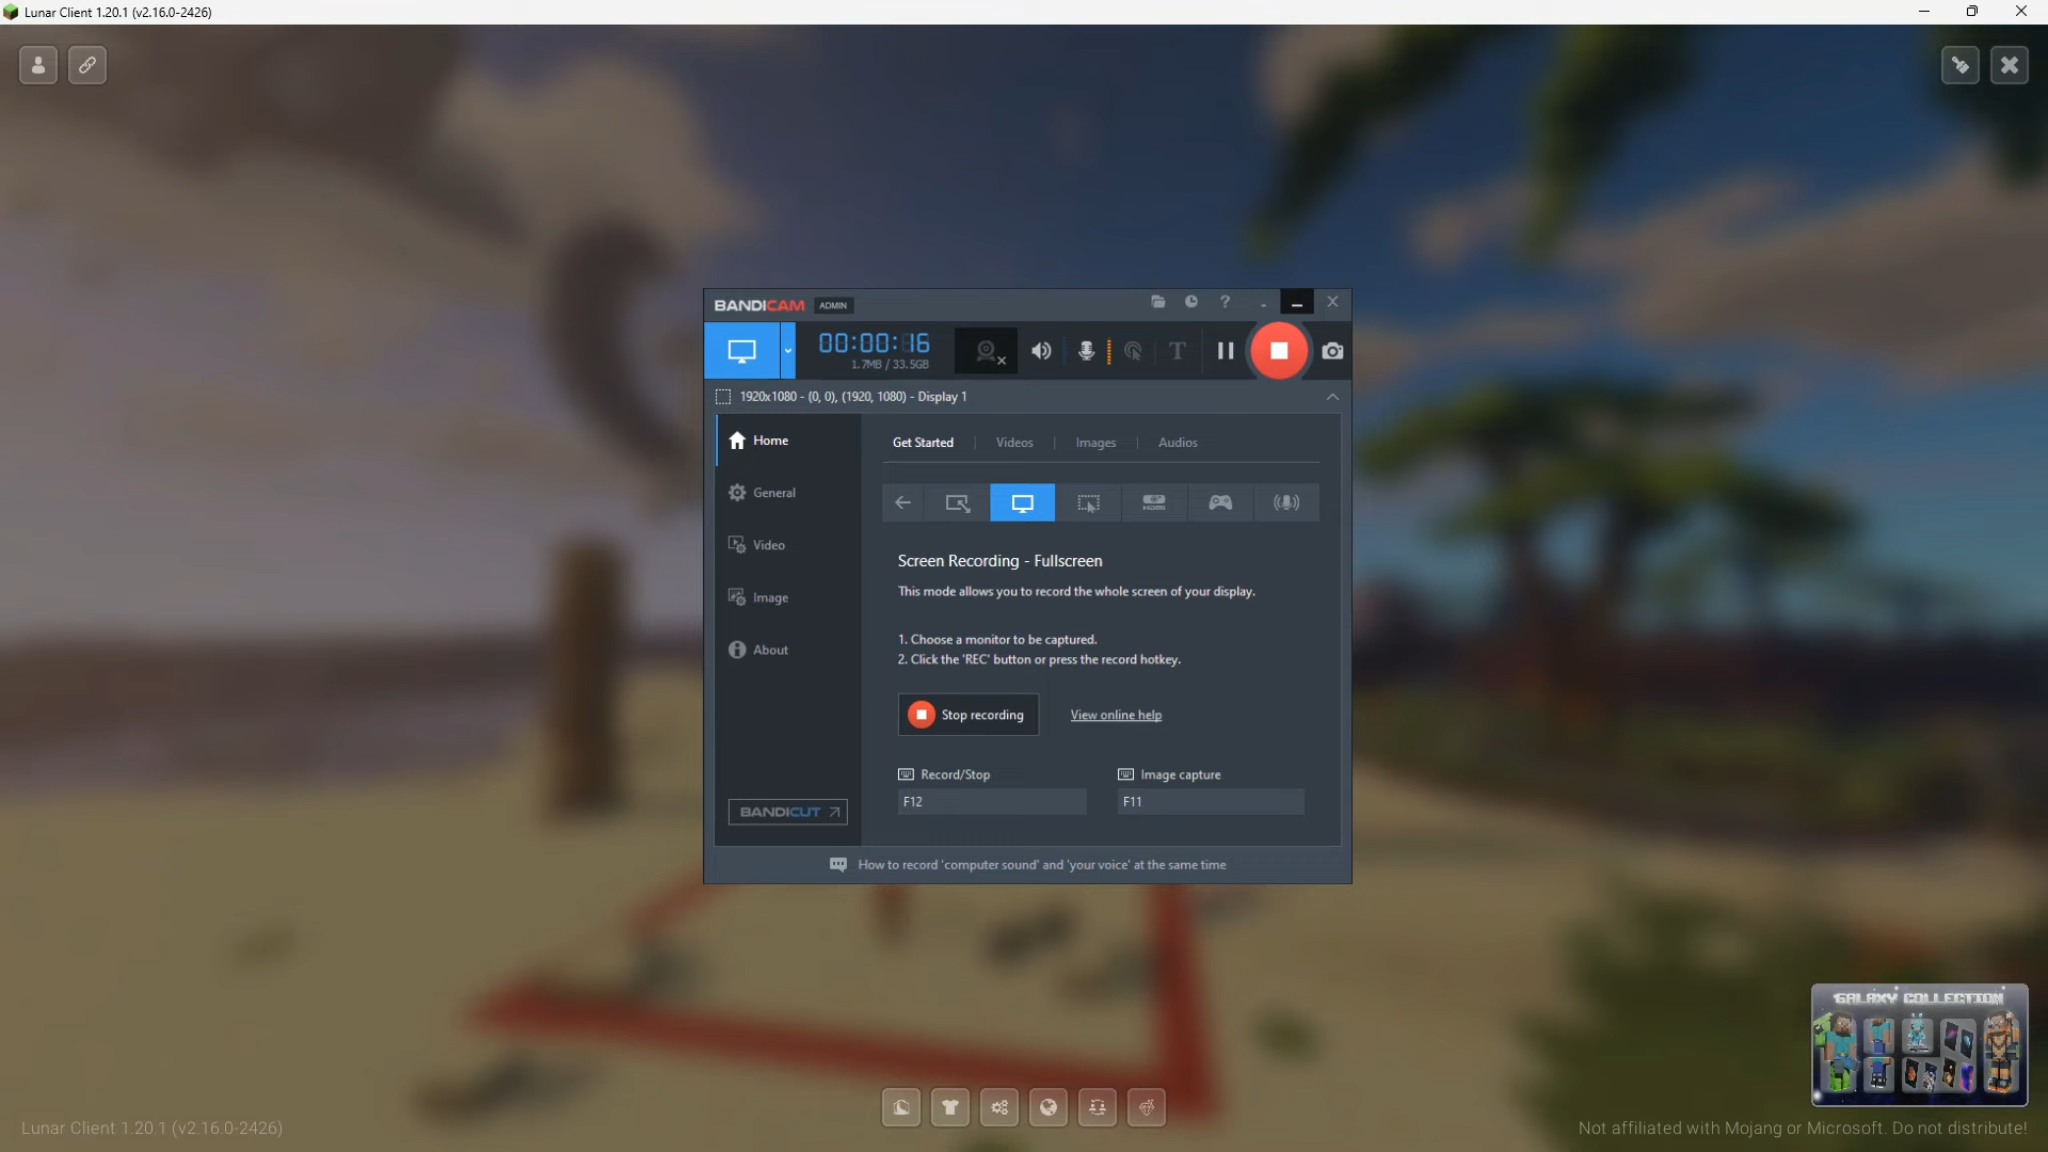 Lunar Client 1.20.1 (v2.16.0-2426)
BANDICAM ADMIN
00:00:16
1.7MB / 33.5GB
1920x1080 - (0, 0), (1920, 1080) - Display 1
Home
General
Video
Image
About
BANDICUT
Get Started
Videos
Images
Audios
HDMI
Screen Recording - Fullscreen
This mode allows you to record the whole screen of your display.
1. Choose a monitor to be captured.
2. Click the 'REC' button or press the record hotkey.
Stop recording
View online help
Record/Stop
Image capture
F12
F11
How to record 'computer sound' and 'your voice' at the same time
GALAXY COLLECTION
Lunar Client 1.20.1 (v2.16.0-2426)
Not affiliated with Mojang or Microsoft. Do not distribute!